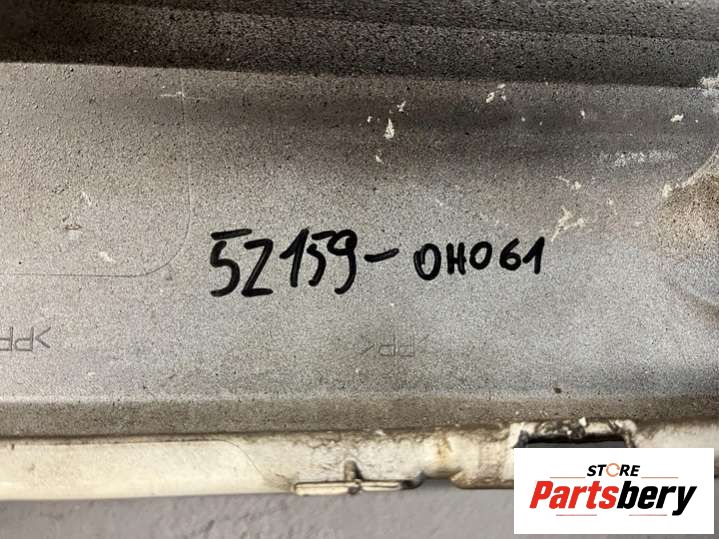 52159-0H061
>PP<
>PP<
STORE
Partsbery